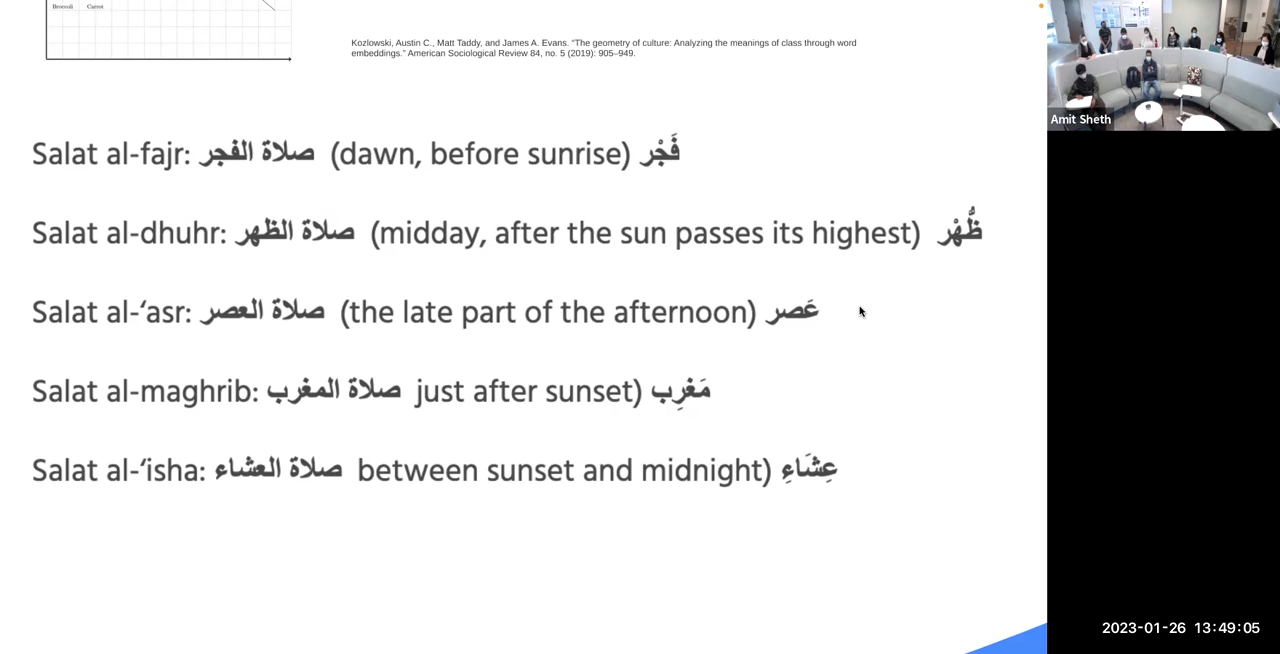 Broccoli Carrot
Kozlowski, Austin C., Matt Taddy, and James A. Evans. "The geometry of culture: Analyzing the meanings of class through word
embeddings." American Sociological Review 84, no. 5 (2019): 905–949.
Amit Sheth
Salat al-fajr: صلاة الفجر (dawn, before sunrise) فَجْر
Salat al-dhuhr: صلاة الظهر (midday, after the sun passes its highest) ظُّهْر
Salat al-‘asr: صلاة العصر (the late part of the afternoon) عَصر
Salat al-maghrib: صلاة المغرب just after sunset) مَغرِب
Salat al-‘isha: صلاة العشاء between sunset and midnight) عِشَاءِ
2023-01-26 13:49:05